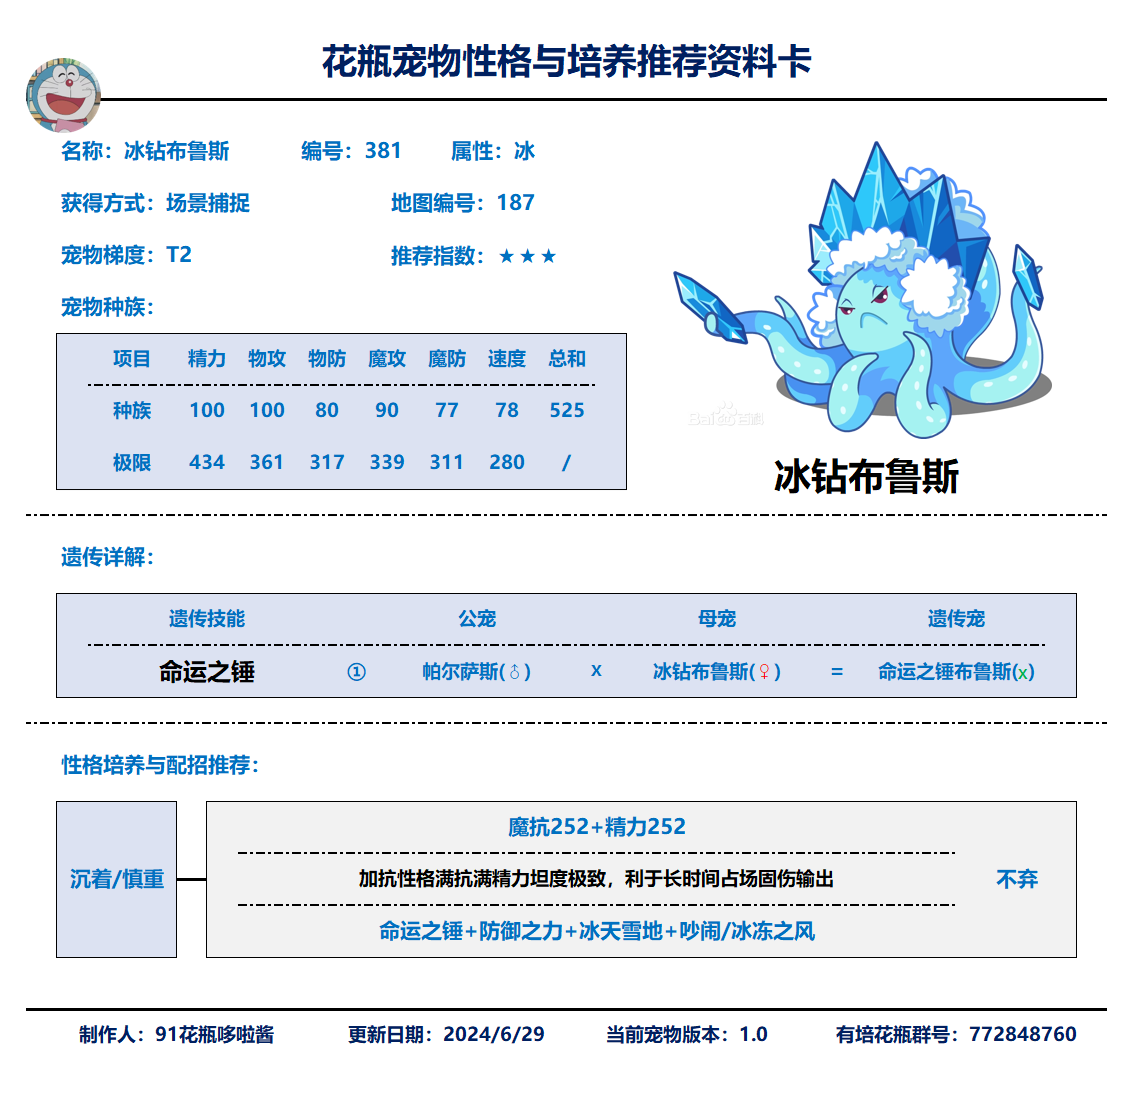 花瓶宠物性格与培养推荐资料卡
名称：冰钻布鲁斯 编号：381 属性：冰
获得方式：场景捕捉 地图编号：187
宠物梯度：T2 推荐指数：★★★
宠物种族：
项目 精力 物攻 物防 魔攻 魔防 速度 总和
种族 100 100 80 90 77 78 525
极限 434 361 317 339 311 280 /
Bai 百科
冰钻布鲁斯
遗传详解：
遗传技能 公宠 母宠 遗传宠
命运之锤 ① 帕尔萨斯(♂) x 冰钻布鲁斯(♀) = 命运之锤布鲁斯(x)
性格培养与配招推荐：
沉着/慎重
魔抗252+精力252
加抗性格满抗满精力坦度极致，利于长时间占场固伤输出
命运之锤+防御之力+冰天雪地+吵闹/冰冻之风
不弃
制作人：91花瓶哆啦酱 更新日期：2024/6/29 当前宠物版本：1.0 有培花瓶群号：772848760